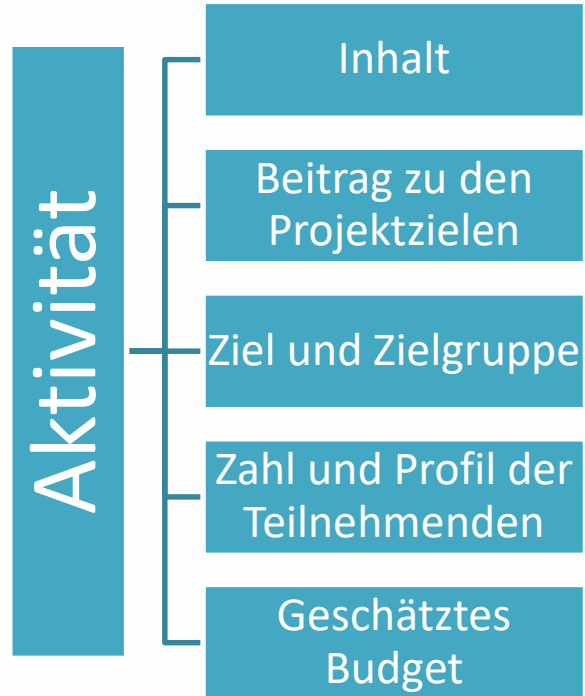 Aktivität
Inhalt
Beitrag zu den
Projektzielen
Ziel und Zielgruppe
Zahl und Profil der
Teilnehmenden
Geschätztes
Budget